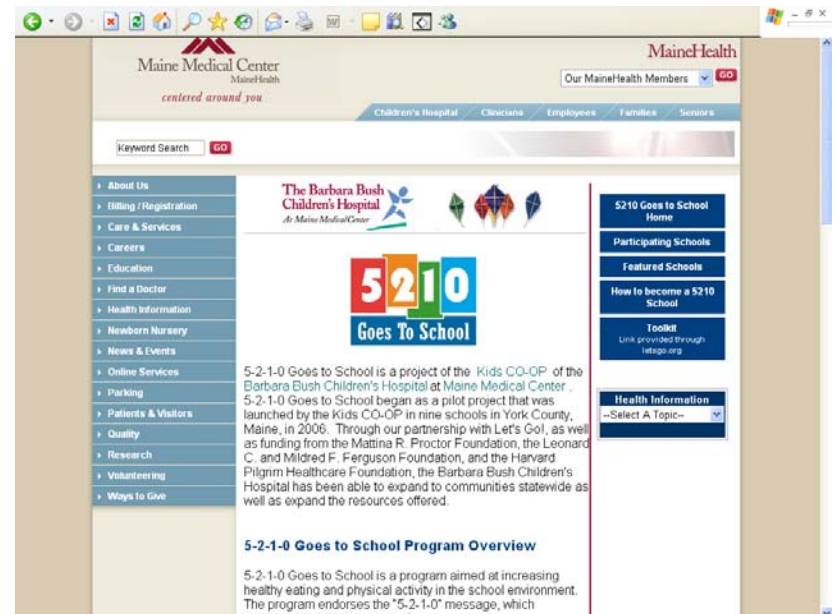 Maine Medical Center
MaineHealth
centered around you
MaineHealth
Our MaineHealth Members GO
Children's Hospital Clinicians Employees Families Seniors
Keyword Search GO
About Us
Billing / Registration
Care & Services
Careers
Education
Find a Doctor
Health Information
Newborn Nursery
News & Events
Online Services
Parking
Patients & Visitors
Quality
Research
Volunteering
Ways to Give
The Barbara Bush
Children's Hospital
At Maine Medical Center
5210
Goes To School
5-2-1-0 Goes to School is a project of the Kids CO-OP of the
Barbara Bush Children's Hospital at Maine Medical Center .
5-2-1-0 Goes to School began as a pilot project that was
launched by the Kids CO-OP in nine schools in York County,
Maine, in 2006. Through our partnership with Let's Go!, as well
as funding from the Mattina R. Proctor Foundation, the Leonard
C. and Mildred F. Ferguson Foundation, and the Harvard
Pilgrim Healthcare Foundation, the Barbara Bush Children's
Hospital has been able to expand to communities statewide as
well as expand the resources offered.
5-2-1-0 Goes to School Program Overview
5-2-1-0 Goes to School is a program aimed at increasing
healthy eating and physical activity in the school environment.
The program endorses the "5-2-1-0" message, which
5210 Goes to School
Home
Participating Schools
Featured Schools
How to become a 5210
School
Toolkit
Link provided through
letsgo.org
Health Information
--Select A Topic--